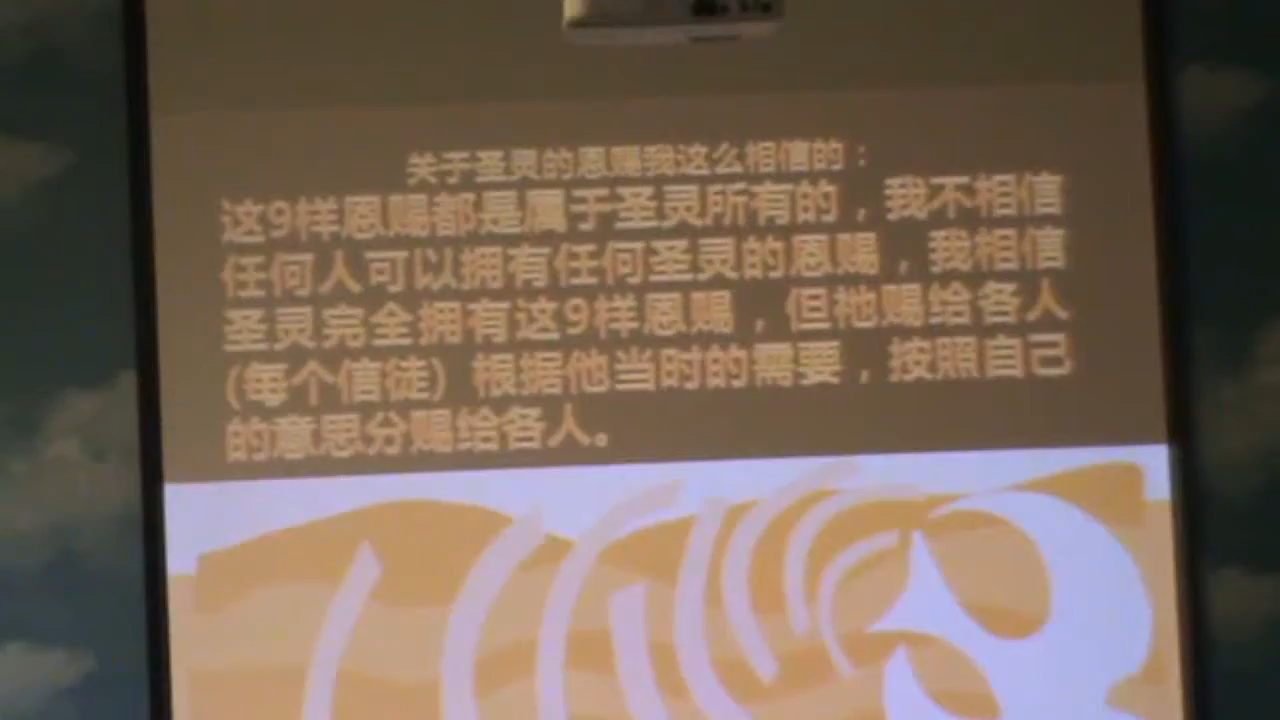 关于圣灵的恩赐我这么相信的：
这9样恩赐都是属于圣灵所有的，我不相信
任何人可以拥有任何圣灵的恩赐，我相信
圣灵完全拥有这9样恩赐，但祂赐给各人
(每个信徒）根据他当时的需要，按照自己
的意思分赐给各人。